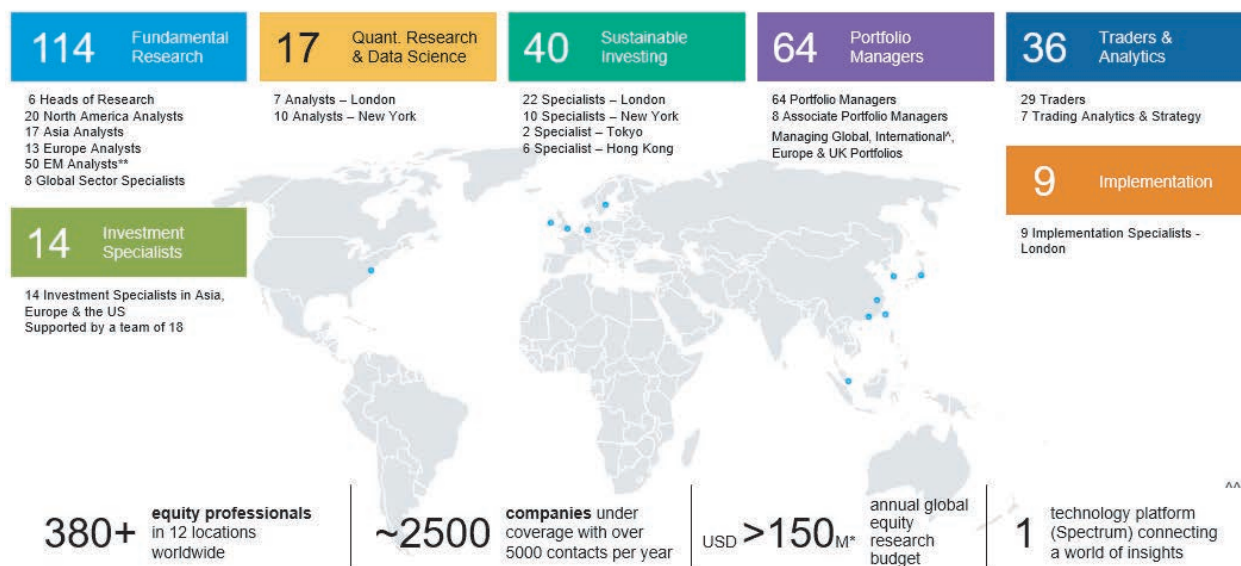 114 Fundamental
Research
6 Heads of Research
20 North America Analysts
17 Asia Analysts
13 Europe Analysts
50 EM Analysts**
8 Global Sector Specialists
17 Quant. Research
& Data Science
7 Analysts – London
10 Analysts – New York
40 Sustainable
Investing
22 Specialists – London
10 Specialists – New York
2 Specialist – Tokyo
6 Specialist – Hong Kong
64 Portfolio
Managers
64 Portfolio Managers
8 Associate Portfolio Managers
Managing Global, International^,
Europe & UK Portfolios
36 Traders &
Analytics
29 Traders
7 Trading Analytics & Strategy
14 Investment
Specialists
14 Investment Specialists in Asia,
Europe & the US
Supported by a team of 18
9 Implementation
9 Implementation Specialists -
London
380+ equity professionals
in 12 locations
worldwide
~2500 companies under
coverage with over
5000 contacts per year
USD >150M* annual global
equity
research
budget
^^
1 technology platform
(Spectrum) connecting
a world of insights